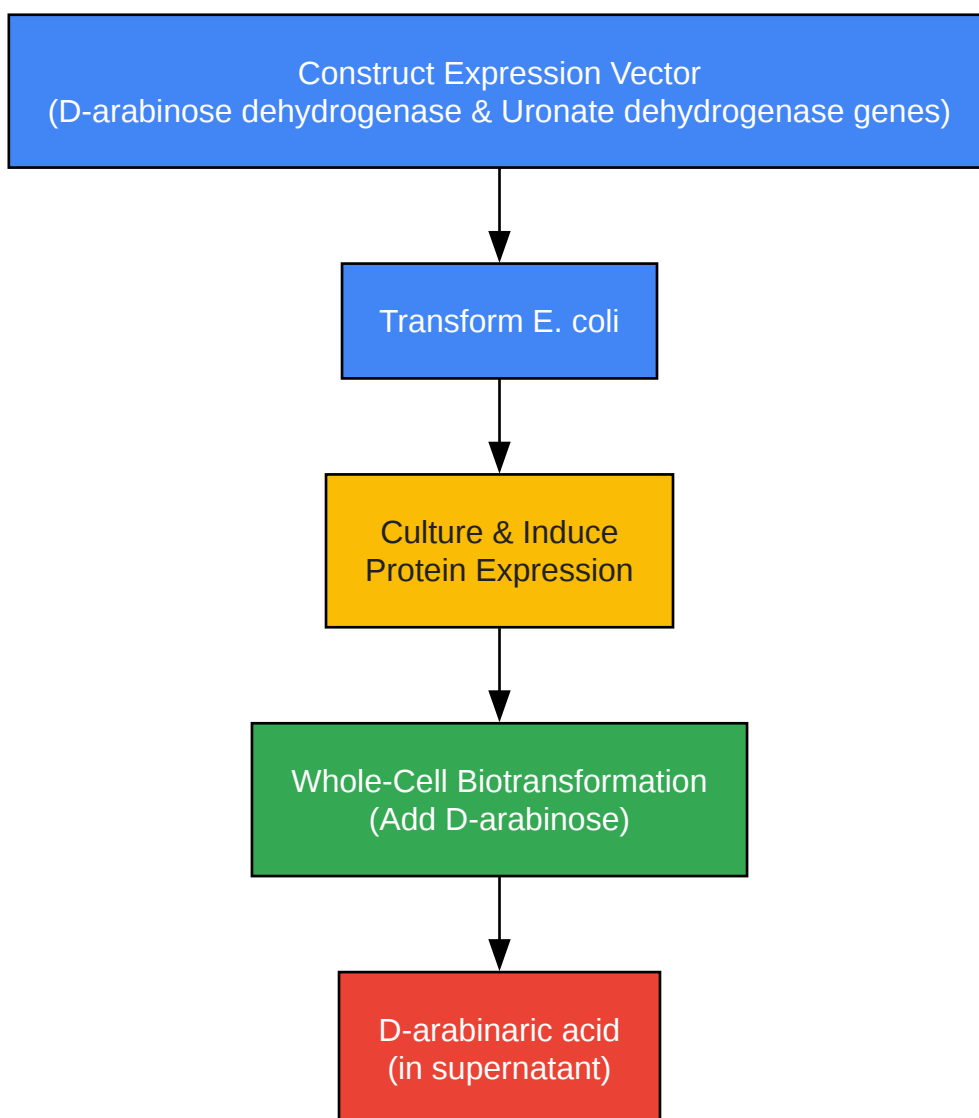 Construct Expression Vector
(D-arabinose dehydrogenase & Uronate dehydrogenase genes)
Transform E. coli
Culture & Induce
Protein Expression
Whole-Cell Biotransformation
(Add D-arabinose)
D-arabinaric acid
(in supernatant)